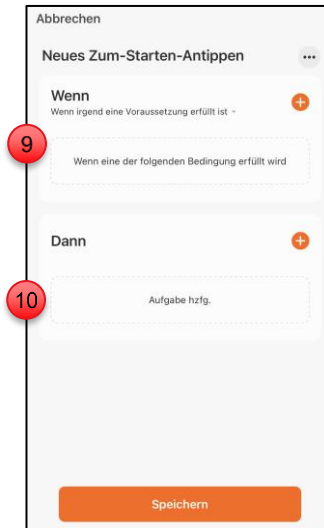 Abbrechen
Neues Zum-Starten-Antippen
Wenn
Wenn irgend eine Voraussetzung erfüllt ist
9
Wenn eine der folgenden Bedingung erfüllt wird
Dann
10
Aufgabe hzfg.
Speichern